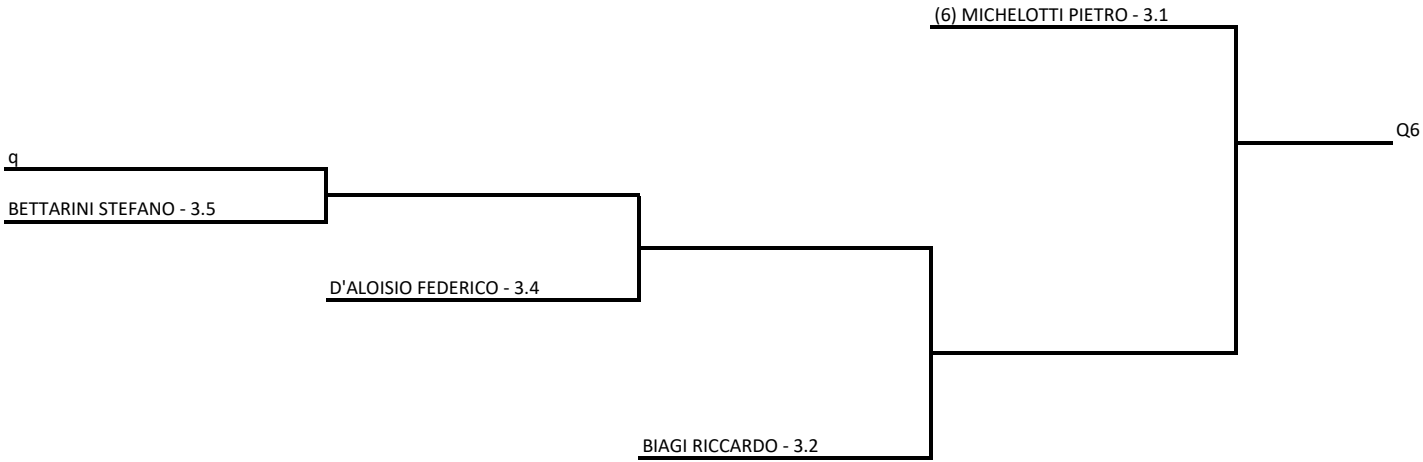 (6) MICHELOTTI PIETRO - 3.1
Q6
q
BETTARINI STEFANO - 3.5
D'ALOISIO FEDERICO - 3.4
BIAGI RICCARDO - 3.2